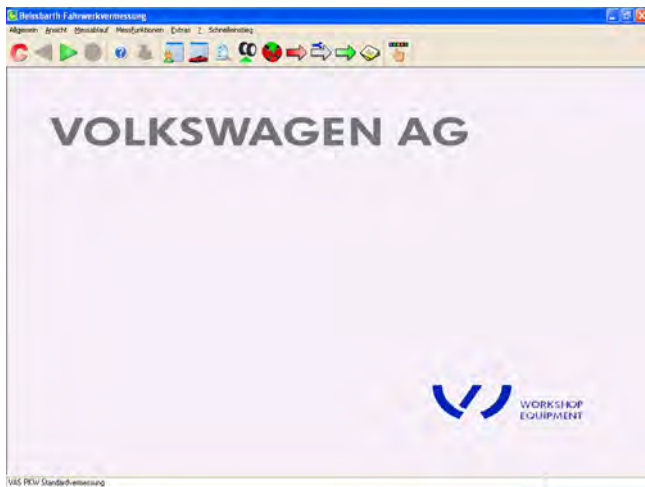 Beissbarth Fahrwerkvermessung
Allgemein Ansicht Messablauf Messfunktionen Extras ? Schnelleinstieg
VOLKSWAGEN AG
WORKSHOP
EQUIPMENT
VAS PKW Standardvermessung